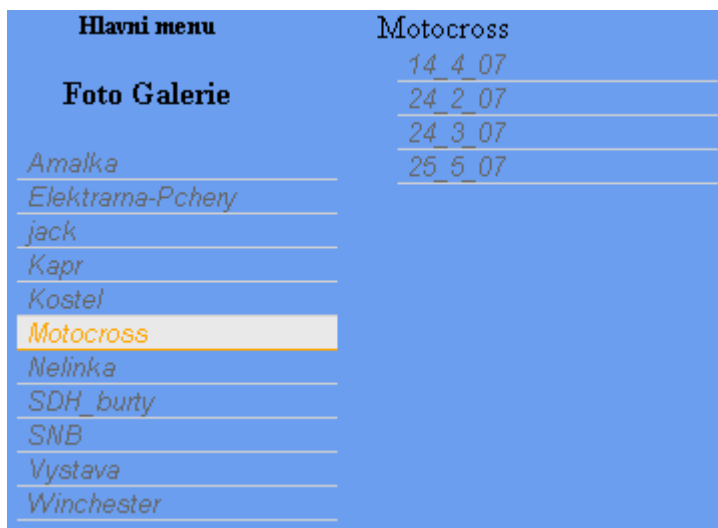 Hlavni menu
Foto Galerie
Amalka
Elektrarna-Pchery
jack
Kapr
Kostel
Motocross
Nelinka
SDH_burty
SNB
Vystava
Winchester
Motocross
14_4_07
24_2_07
24_3_07
25_5_07